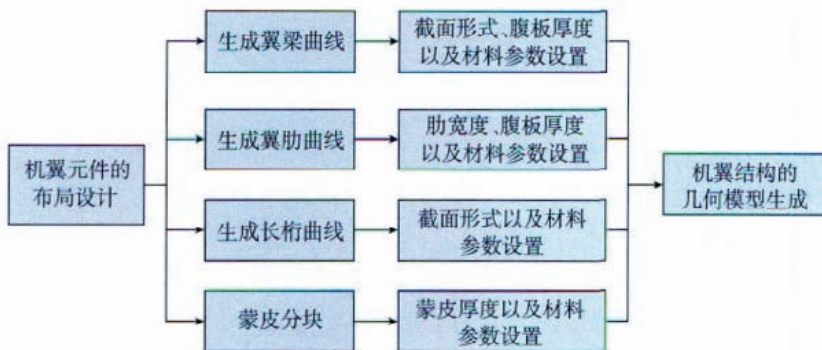 机翼元件的
布局设计
生成翼梁曲线
截面形式、腹板厚度
以及材料参数设置
生成翼肋曲线
肋宽度、腹板厚度
以及材料参数设置
生成长桁曲线
截面形式以及材料
参数设置
蒙皮分块
蒙皮厚度以及材料
参数设置
机翼结构的
几何模型生成